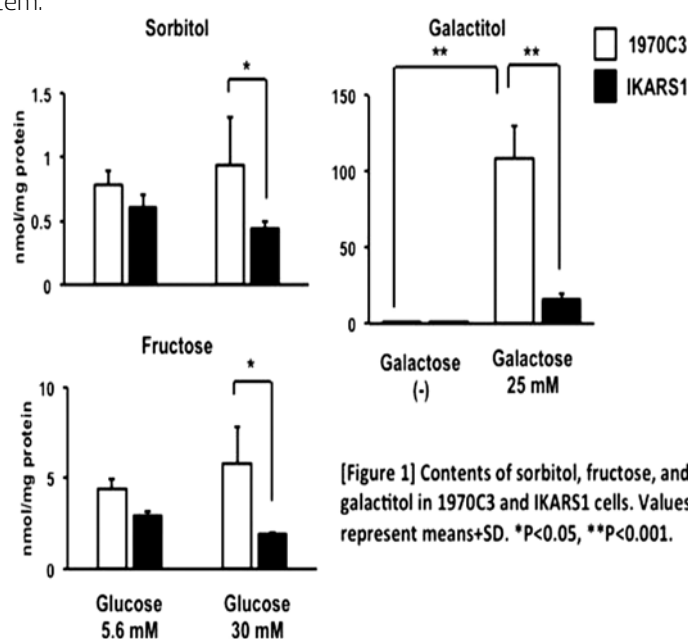 stem.
Sorbitol
*
1.5
1
0.5
0
nmol/mg protein
Galactitol
**
**
150
100
50
0
Galactose
(-)
Galactose
25 mM
1970C3
IKARS1
Fructose
*
10
5
0
nmol/mg protein
Glucose
5.6 mM
Glucose
30 mM
[Figure 1] Contents of sorbitol, fructose, and
galactitol in 1970C3 and IKARS1 cells. Values
represent means+SD. *P<0.05, **P<0.001.